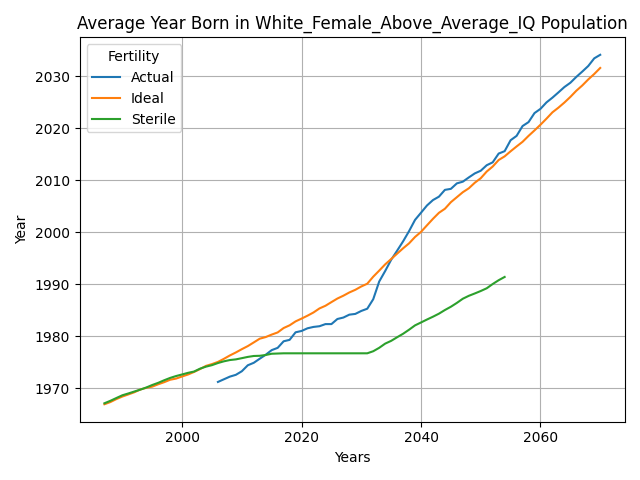 Average Year Born in White_Female_Above_Average_IQ Population
Fertility
Actual
Ideal
Sterile
2030
2020
2010
2000
1990
1980
1970
Year
2000 2020 2040 2060
Years